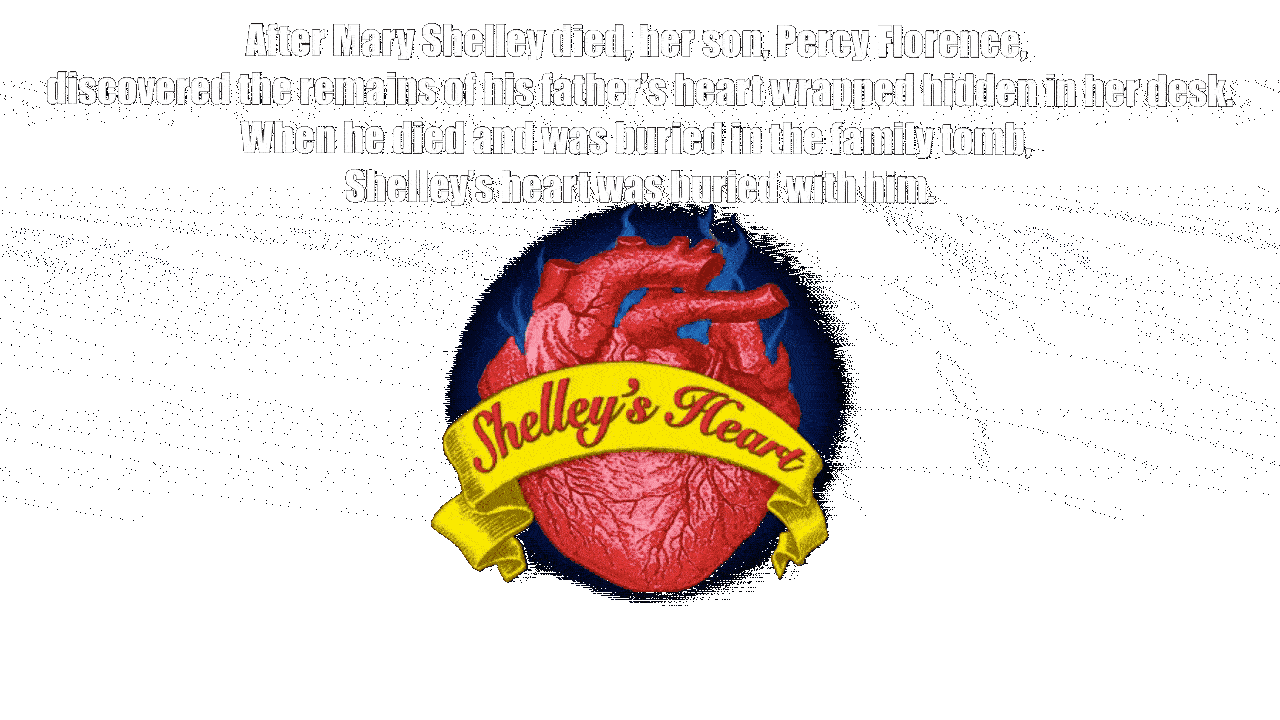 After Mary Shelley died, her son, Percy Florence,
discovered the remains of his father's heart wrapped hidden in her desk.
When he died and was buried in the family tomb,
Shelley's heart was buried with him.
Shelley's Heart